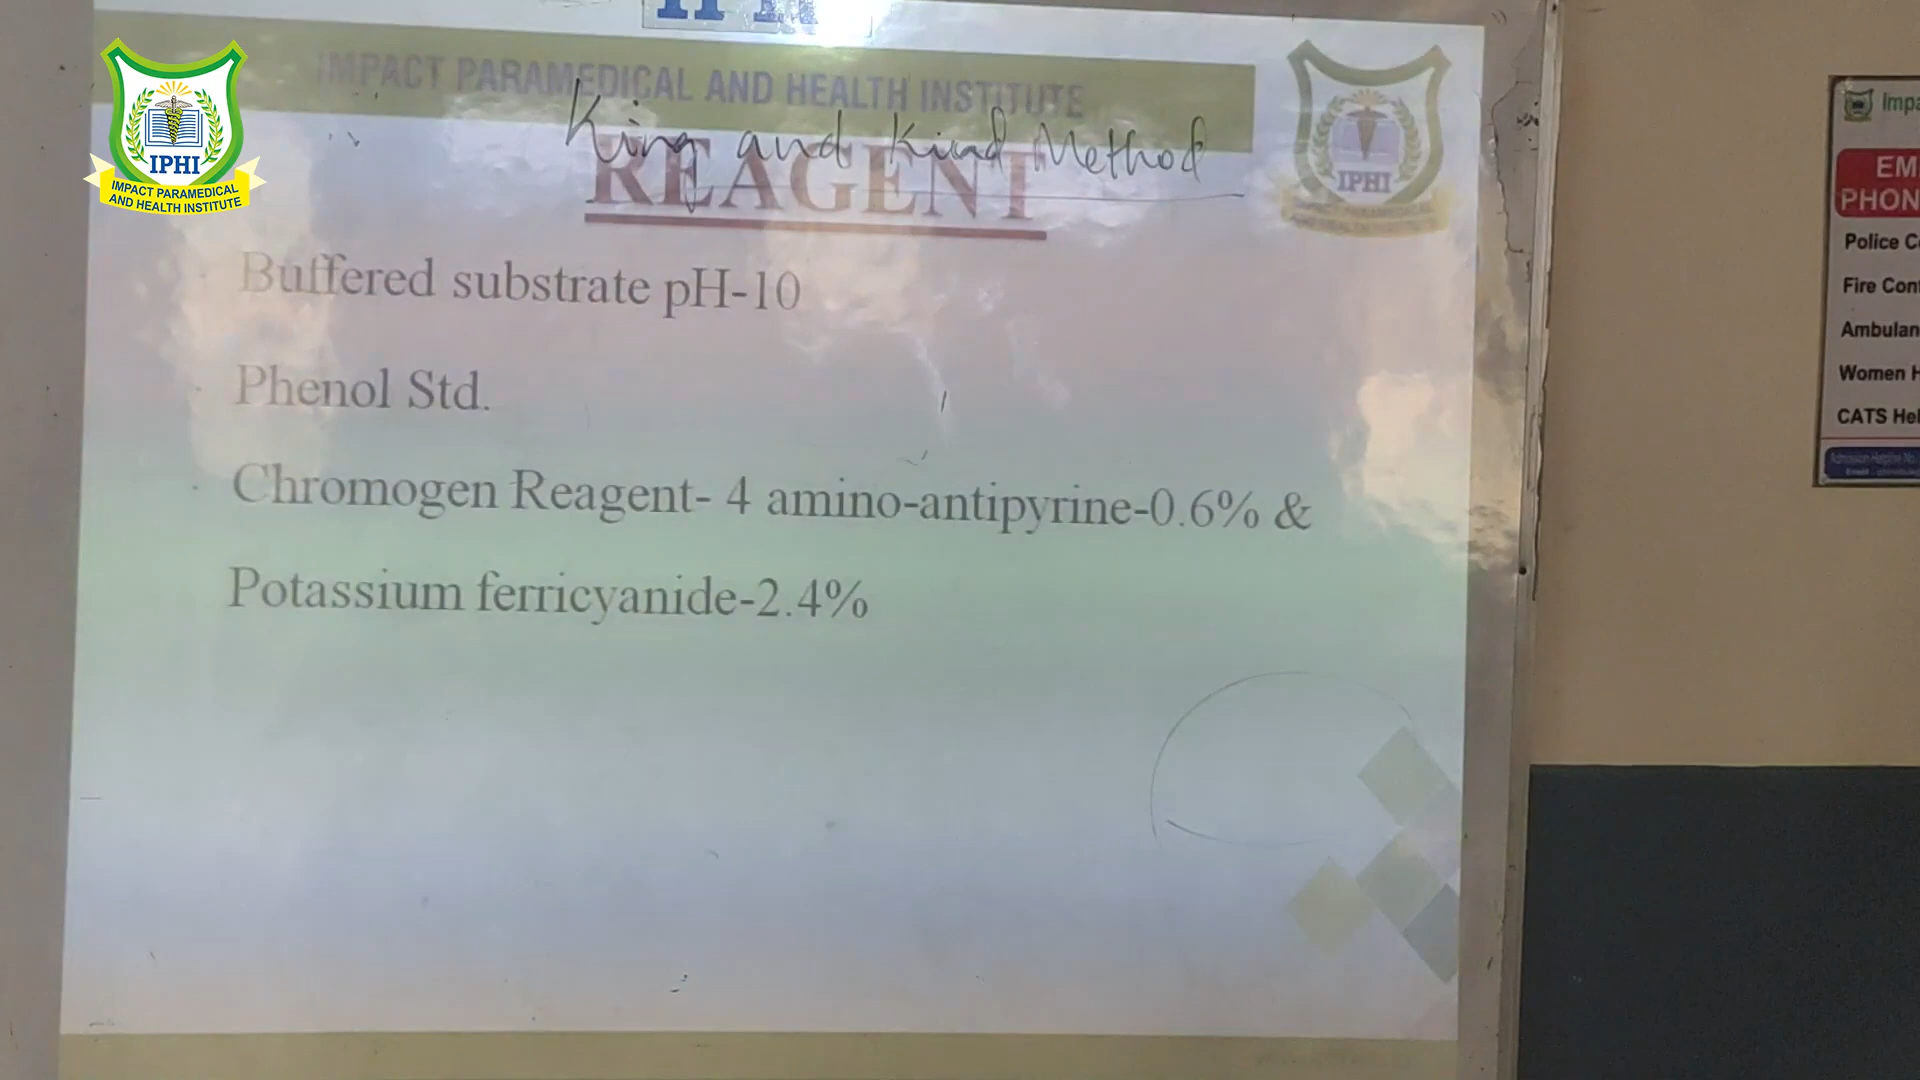 IMPACT PARAMEDICAL AND HEALTH INSTITUTE
King and Kind Method
REAGENT
IPHI
IMPACT PARAMEDICAL
AND HEALTH INSTITUTE
IPHI
Buffered substrate pH-10
Phenol Std.
Chromogen Reagent- 4 amino-antipyrine-0.6% &
Potassium ferricyanide-2.4%
Impa
EM
PHON
Police C
Fire Con
Ambulan
Women H
CATS Hel